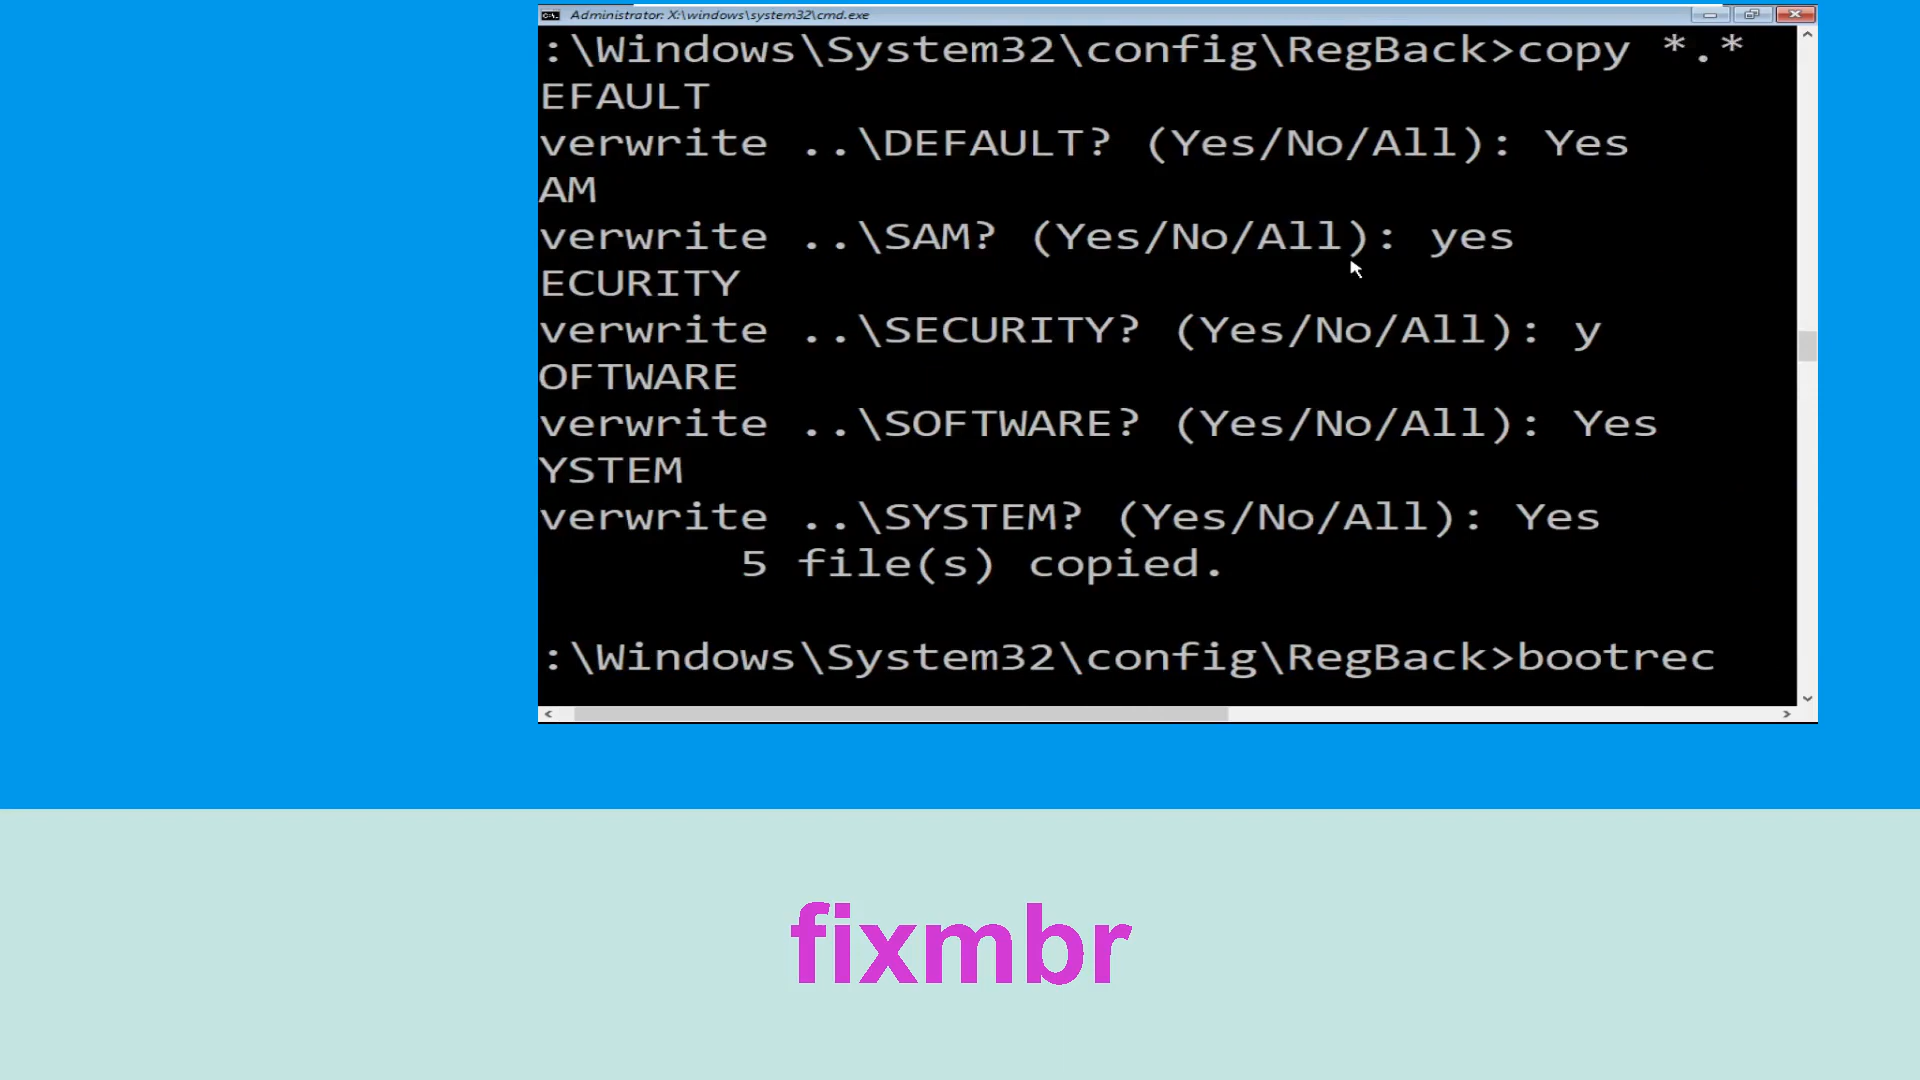 Administrator: X:\windows\system32\cmd.exe
:\Windows\System32\config\RegBack>copy *.*
EFAULT
verwrite ..\DEFAULT? (Yes/No/All): Yes
AM
verwrite ..\SAM? (Yes/No/All): yes
ECURITY
verwrite ..\SECURITY? (Yes/No/All): y
OFTWARE
verwrite ..\SOFTWARE? (Yes/No/All): Yes
YSTEM
verwrite ..\SYSTEM? (Yes/No/All): Yes
5 file(s) copied.
:\Windows\System32\config\RegBack>bootrec
fixmbr